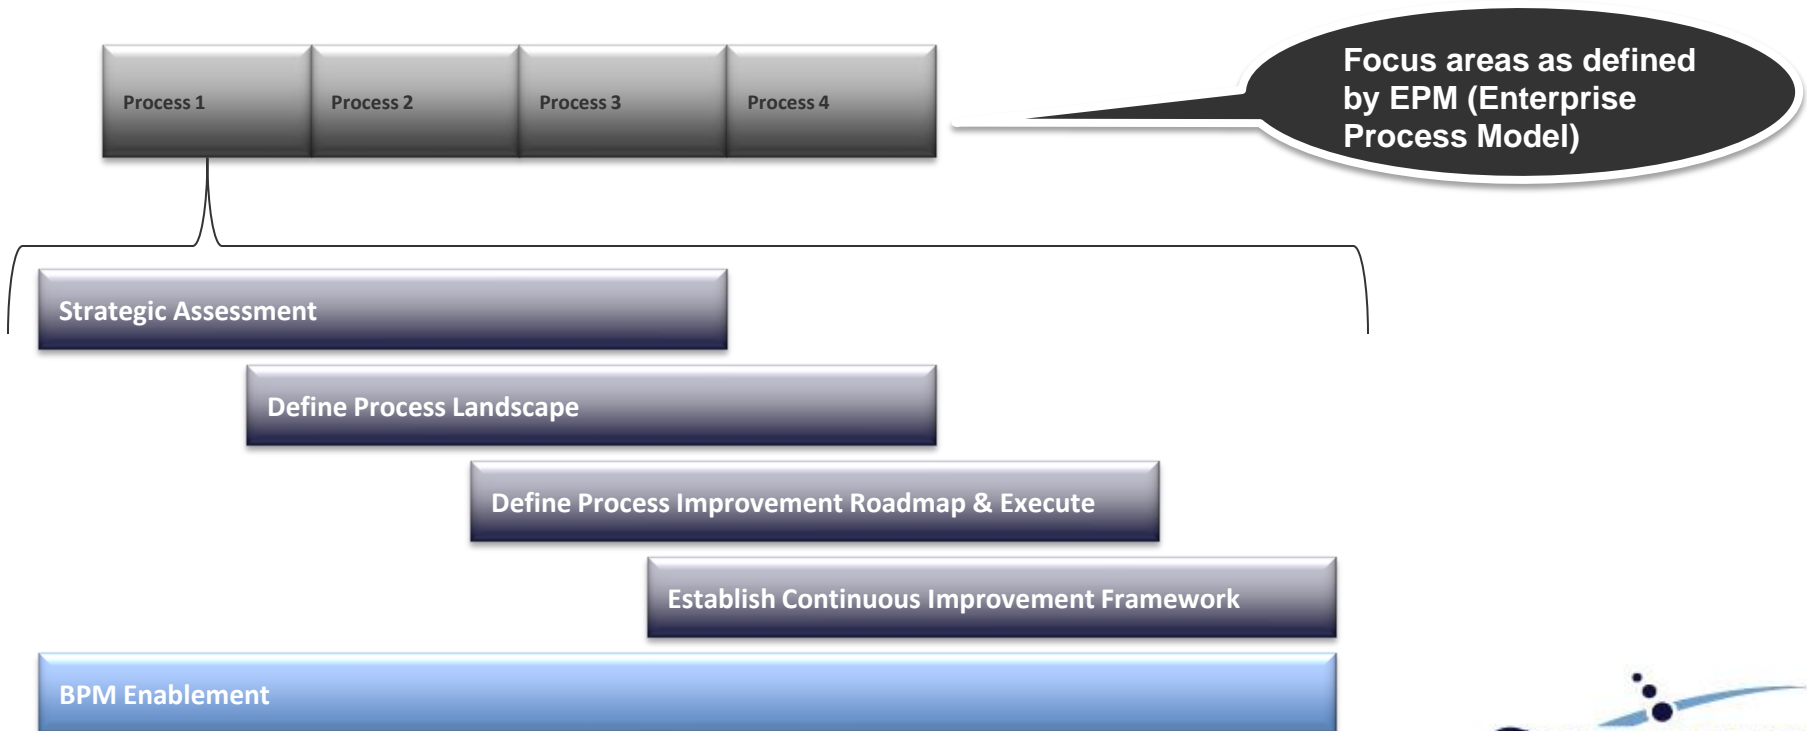 Process 1
Process 2
Process 3
Process 4
Focus areas as defined
by EPM (Enterprise
Process Model)
Strategic Assessment
Define Process Landscape
Define Process Improvement Roadmap & Execute
Establish Continuous Improvement Framework
BPM Enablement